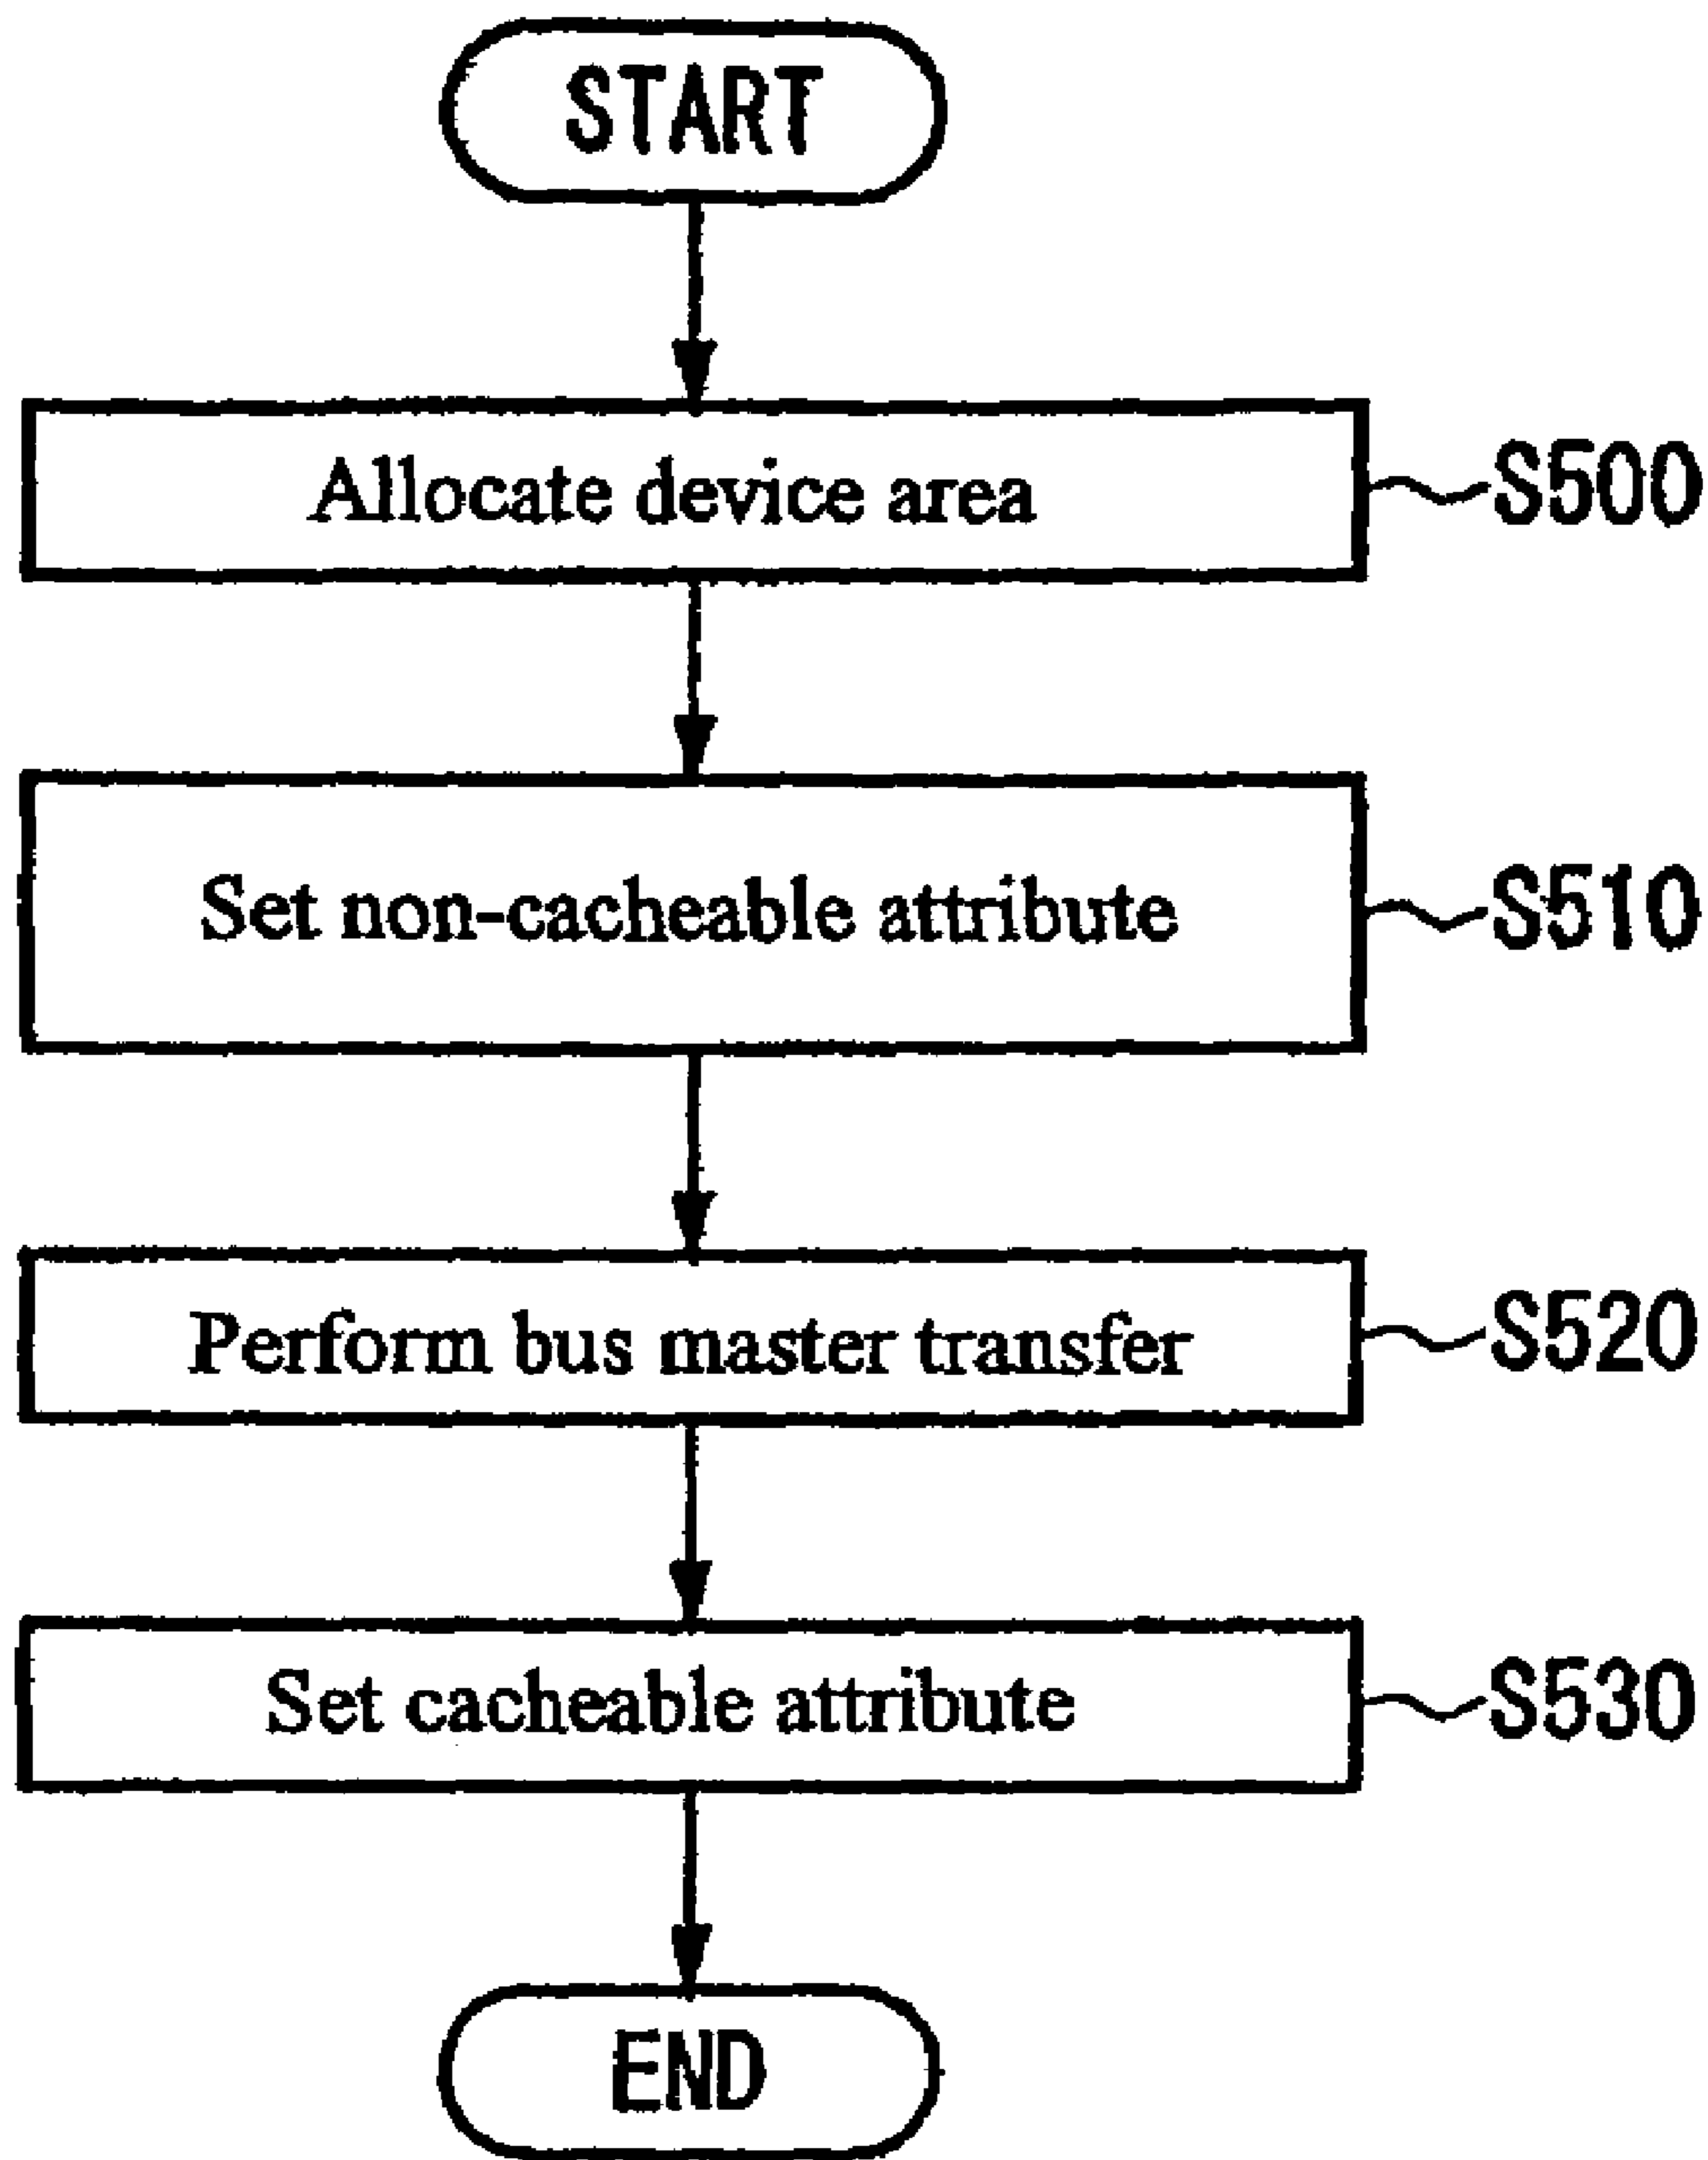 START
Allocate device area
S500
Set non-cacheable attribute
S510
Perform bus master transfer
S520
Set cacheable attribute
S530
END